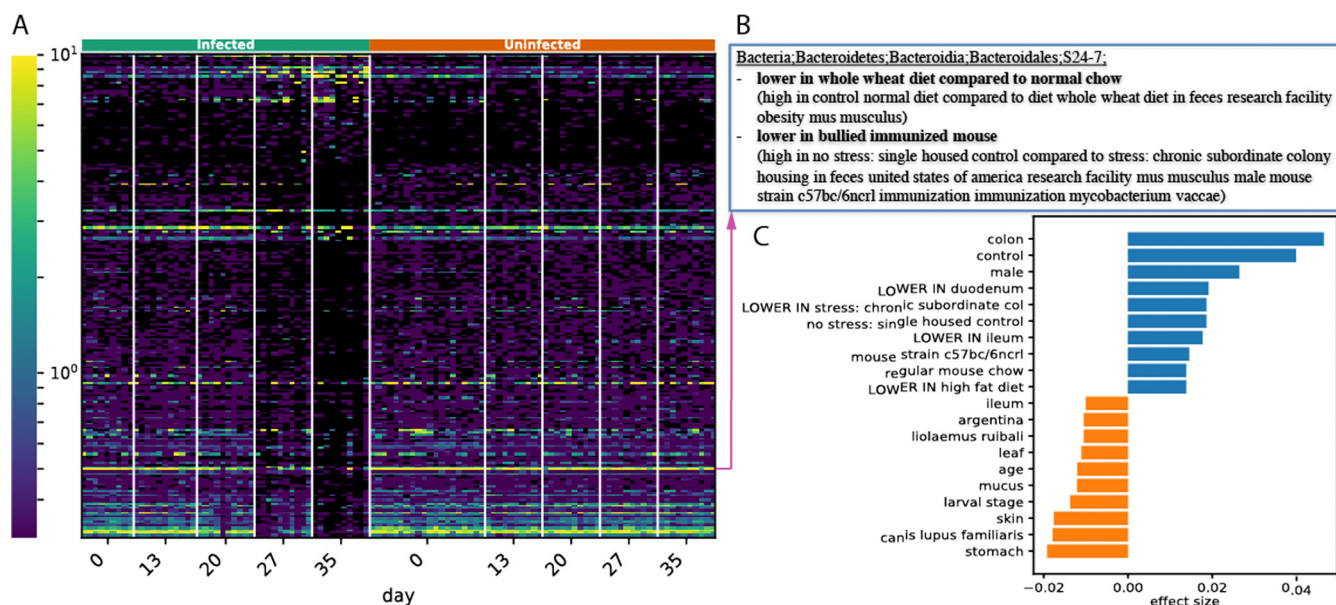 A
Infected
Uninfected
10^1
10^0
0
13
20
27
35
0
13
20
27
35
day
B
Bacteria;Bacteroidetes;Bacteroidia;Bacteroidales;S24-7;
- lower in whole wheat diet compared to normal chow
(high in control normal diet compared to diet whole wheat diet in feces research facility
obesity mus musculus)
- lower in bullied immunized mouse
(high in no stress: single housed control compared to stress: chronic subordinate colony
housing in feces united states of america research facility mus musculus male mouse
strain c57bc/6ncrl immunization immunization mycobacterium vaccae)
C
colon
control
male
LOWER IN duodenum
LOWER IN stress: chronic subordinate col
no stress: single housed control
LOWER IN ileum
mouse strain c57bc/6ncrl
regular mouse chow
LOWER IN high fat diet
ileum
argentina
liolaemus ruibali
leaf
age
mucus
larval stage
skin
canis lupus familiaris
stomach
−0.02
0.00
0.02
0.04
effect size